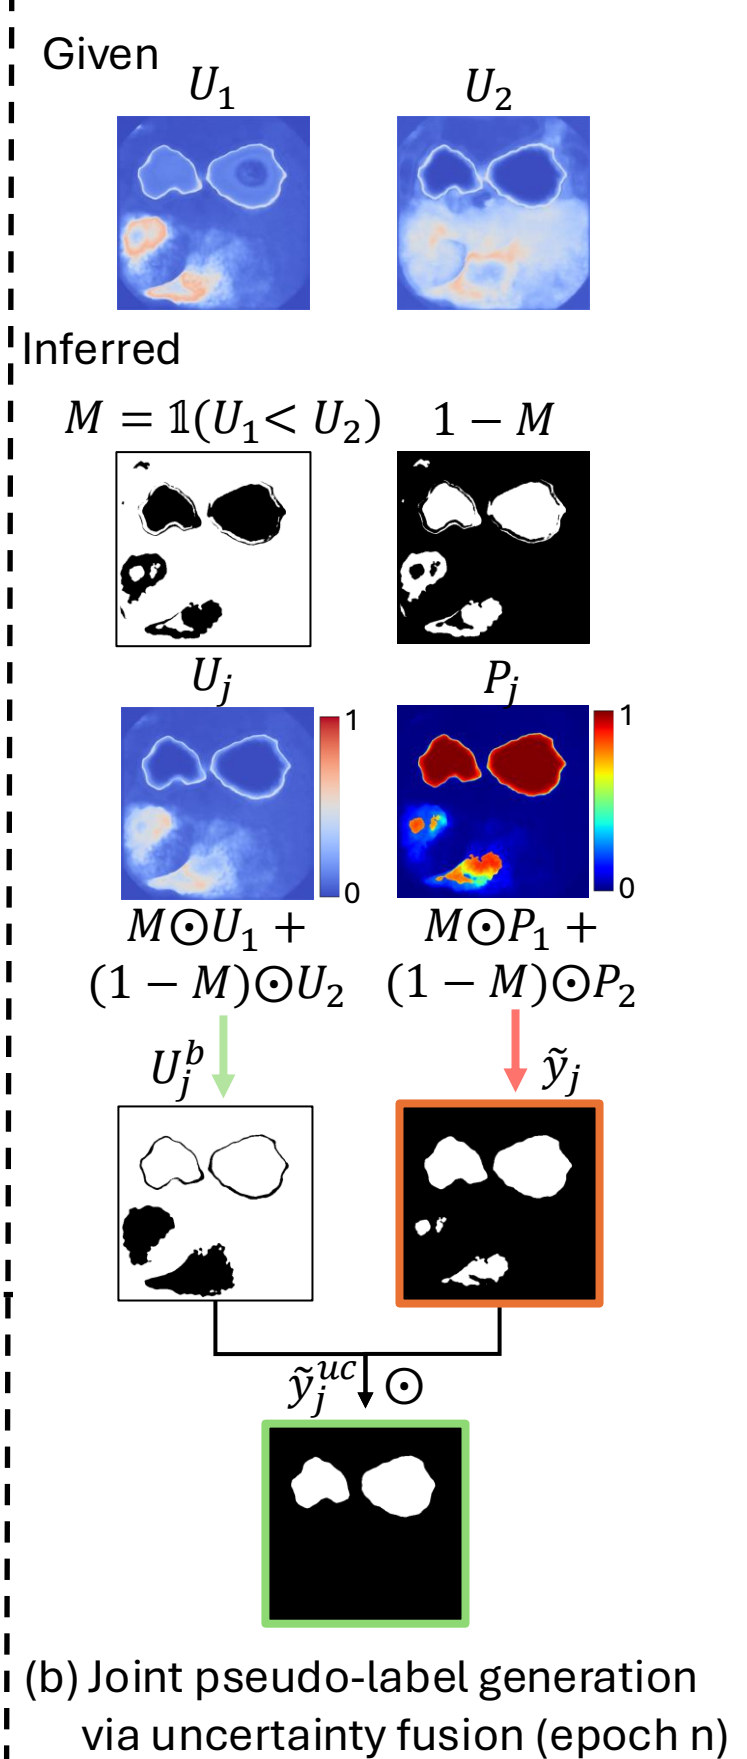 Given
U₁ U₂
Inferred
M = 𝟙(U₁< U₂) 1 − M
Uⱼ Pⱼ
1 1
0 0
M⊙U₁ + M⊙P₁ +
(1 − M)⊙U₂ (1 − M)⊙P₂
Uⱼᵇ ỹⱼ
ỹⱼᵘᶜ ⊙
(b) Joint pseudo-label generation
via uncertainty fusion (epoch n)